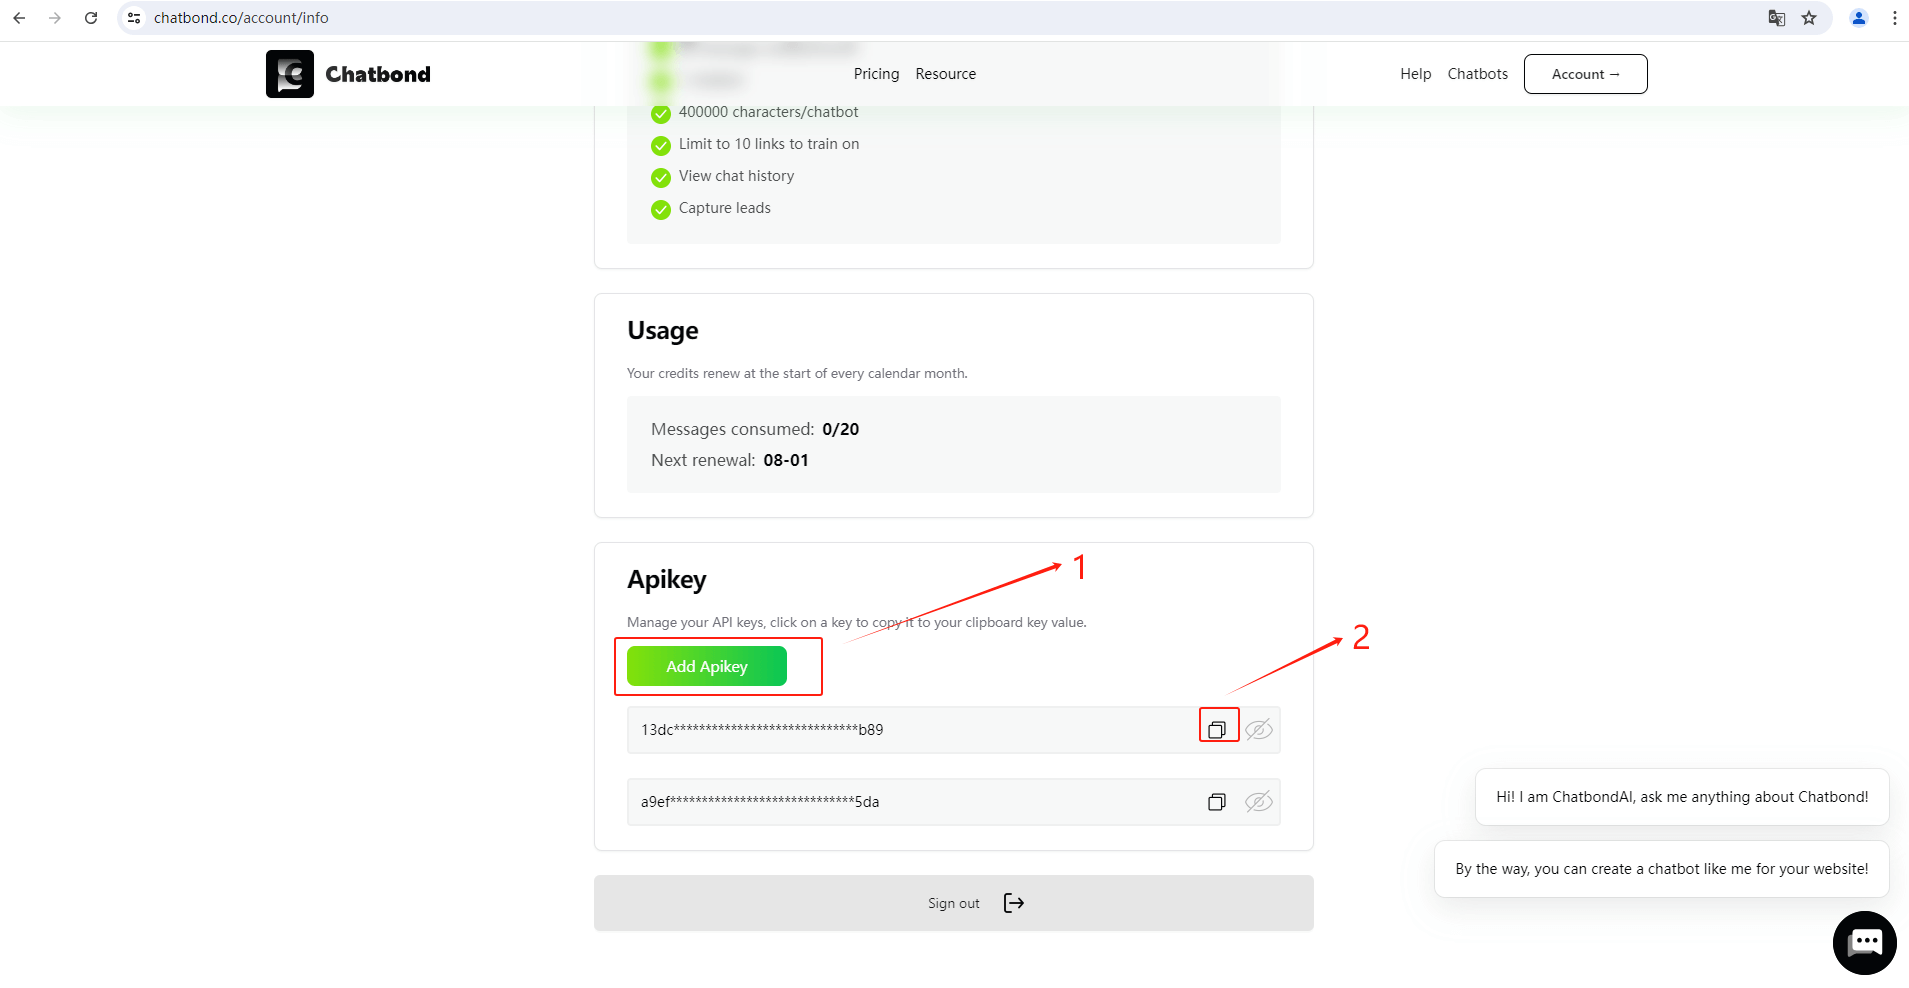 chatbond.co/account/info
Chatbond
Pricing Resource
Help Chatbots Account →
400000 characters/chatbot
Limit to 10 links to train on
View chat history
Capture leads
Usage
Your credits renew at the start of every calendar month.
Messages consumed: 0/20
Next renewal: 08-01
Apikey
1
Manage your API keys, click on a key to copy it to your clipboard key value.
2
Add Apikey
13dc*****************************b89
a9ef*****************************5da
Hi! I am ChatbondAI, ask me anything about Chatbond!
By the way, you can create a chatbot like me for your website!
Sign out